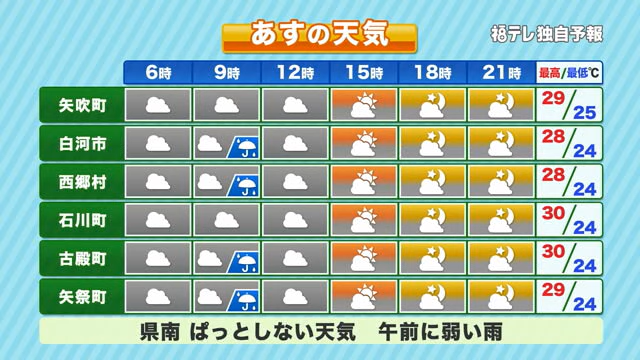 あすの天気
福テレ独自予報
6時 9時 12時 15時 18時 21時 最高/最低℃
矢吹町 29/25
白河市 28/24
西郷村 28/24
石川町 30/24
古殿町 30/24
矢祭町 29/24
県南 ぱっとしない天気 午前に弱い雨